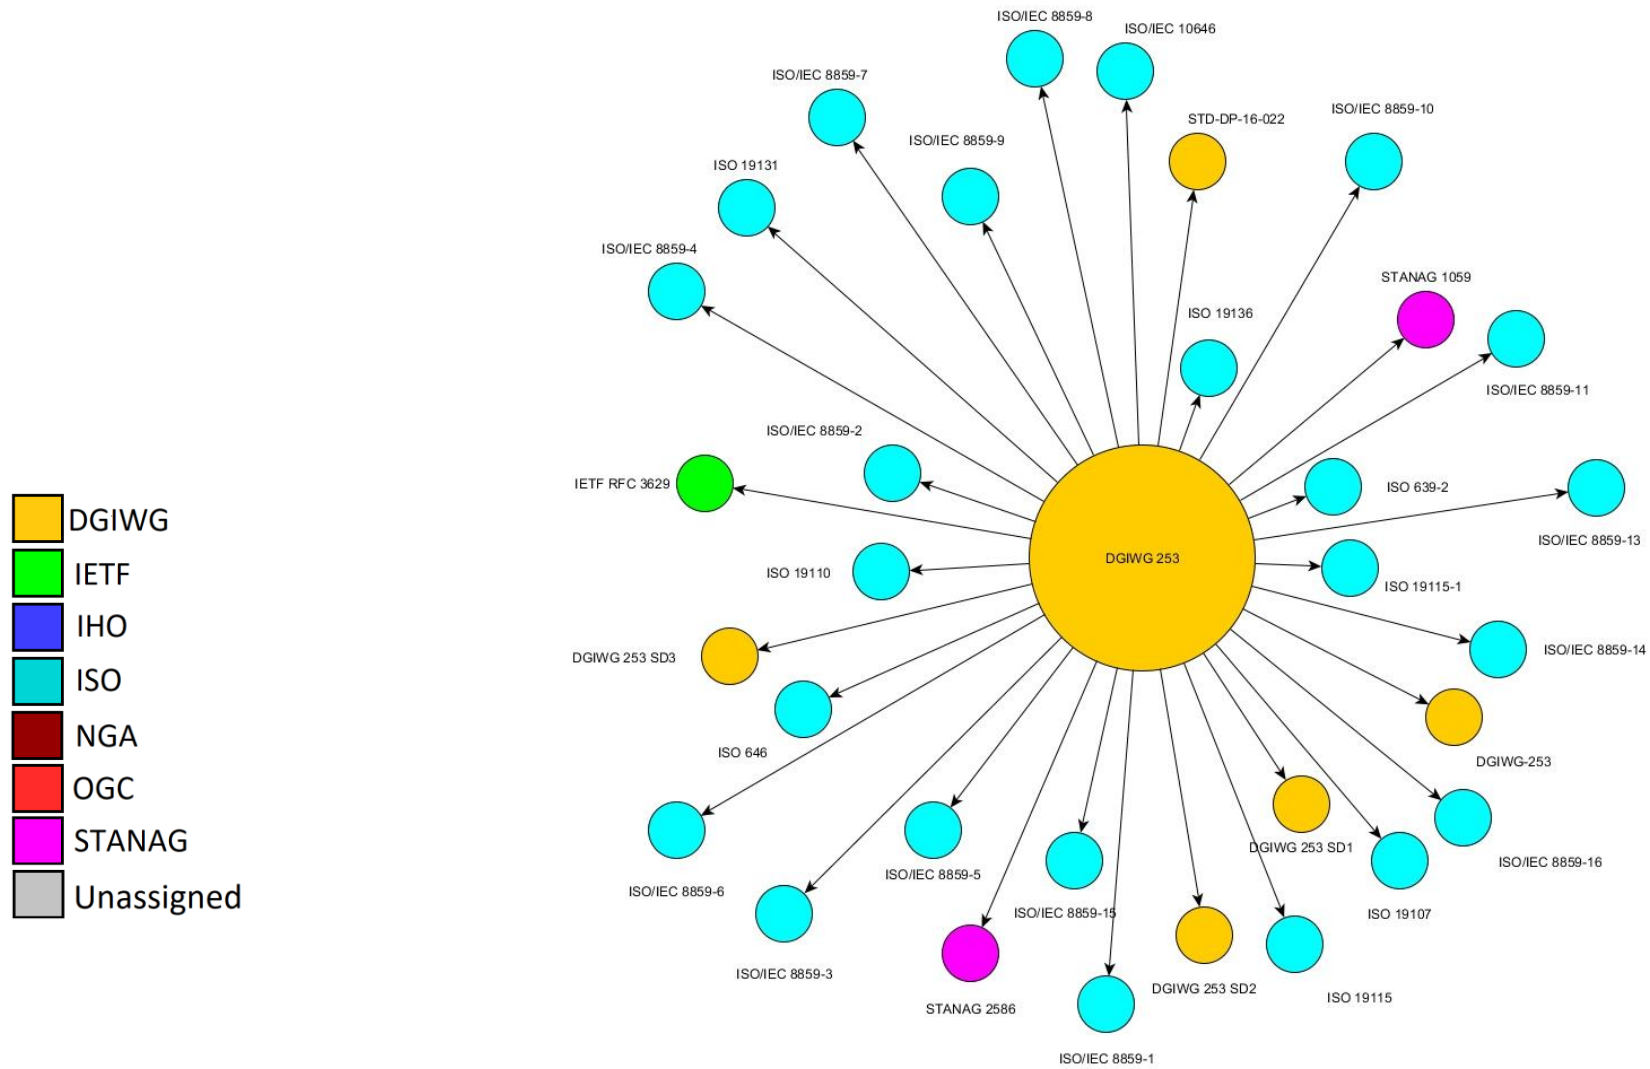 ISO/IEC 8859-8
ISO/IEC 10646
ISO/IEC 8859-7
ISO/IEC 8859-10
STD-DP-16-022
ISO/IEC 8859-9
ISO 19131
ISO/IEC 8859-4
STANAG 1059
ISO 19136
ISO/IEC 8859-11
ISO/IEC 8859-2
IETF RFC 3629
ISO 639-2
ISO/IEC 8859-13
DGIWG 253
ISO 19110
ISO 19115-1
ISO/IEC 8859-14
DGIWG 253 SD3
ISO 646
DGIWG-253
DGIWG 253 SD1
ISO/IEC 8859-16
ISO/IEC 8859-5
ISO/IEC 8859-6
ISO/IEC 8859-15
ISO 19107
ISO/IEC 8859-3
DGIWG 253 SD2
ISO 19115
STANAG 2586
ISO/IEC 8859-1
DGIWG
IETF
IHO
ISO
NGA
OGC
STANAG
Unassigned